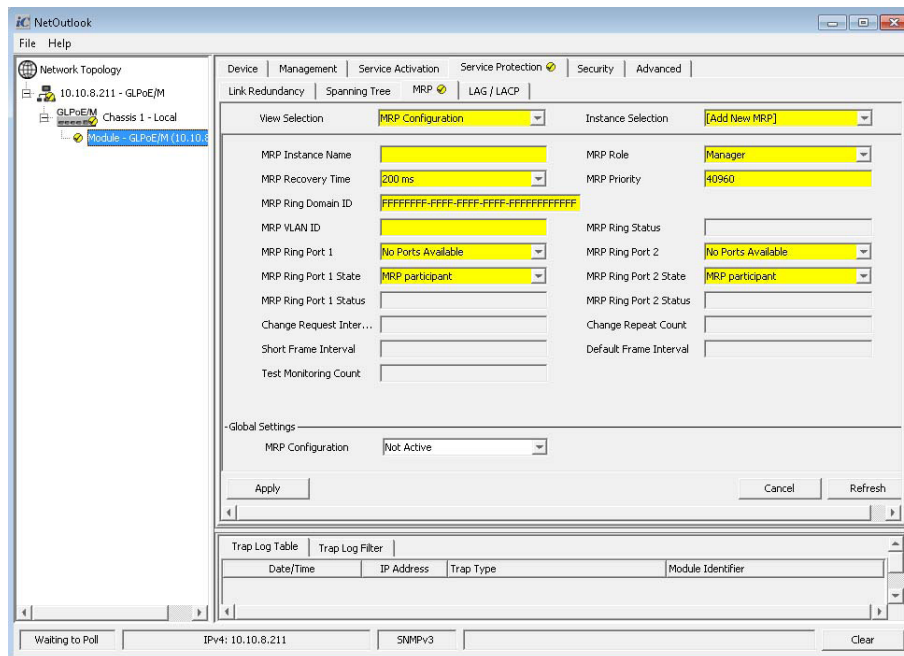 iC NetOutlook
File Help
Network Topology
10.10.8.211 - GLPoE/M
GLPoE/M Chassis 1 - Local
Module - GLPoE/M (10.10.8
Device Management Service Activation Service Protection Security Advanced
Link Redundancy Spanning Tree MRP LAG / LACP
View Selection MRP Configuration Instance Selection [Add New MRP]
MRP Instance Name MRP Role Manager
MRP Recovery Time 200 ms MRP Priority 40960
MRP Ring Domain ID FFFFFFFF-FFFF-FFFF-FFFF-FFFFFFFFFFFF
MRP VLAN ID MRP Ring Status
MRP Ring Port 1 No Ports Available MRP Ring Port 2 No Ports Available
MRP Ring Port 1 State MRP participant MRP Ring Port 2 State MRP participant
MRP Ring Port 1 Status MRP Ring Port 2 Status
Change Request Inter... Change Repeat Count
Short Frame Interval Default Frame Interval
Test Monitoring Count
Global Settings
MRP Configuration Not Active
Apply Cancel Refresh
Trap Log Table Trap Log Filter
Date/Time IP Address Trap Type Module Identifier
Waiting to Poll IPv4: 10.10.8.211 SNMPv3 Clear